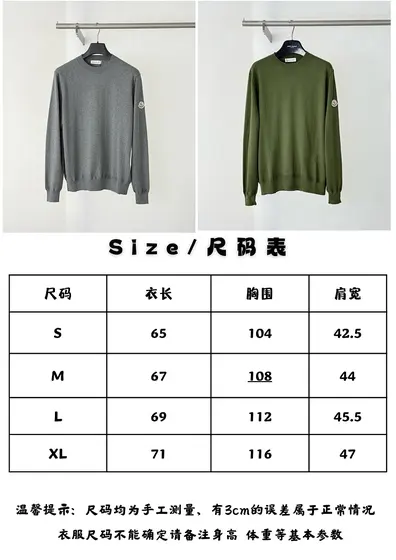 Size/尺码表
尺码 衣长 胸围 肩宽
S 65 104 42.5
M 67 108 44
L 69 112 45.5
XL 71 116 47
温馨提示：尺码均为手工测量、有3cm的误差属于正常情况
衣服尺码不能确定请备注身高 体重等基本参数